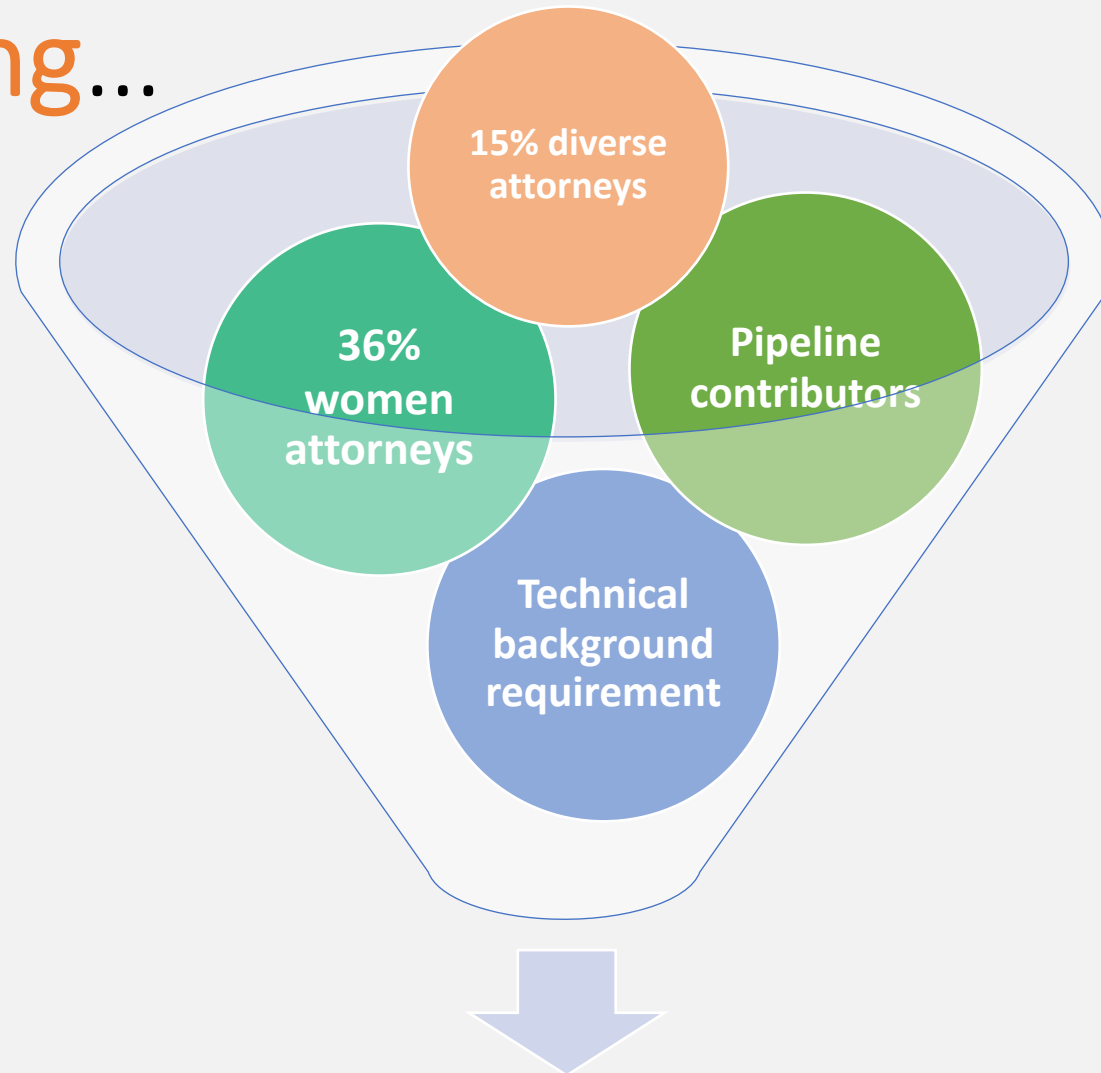 ng...
15% diverse
attorneys
36%
women
attorneys
Pipeline
contributors
Technical
background
requirement